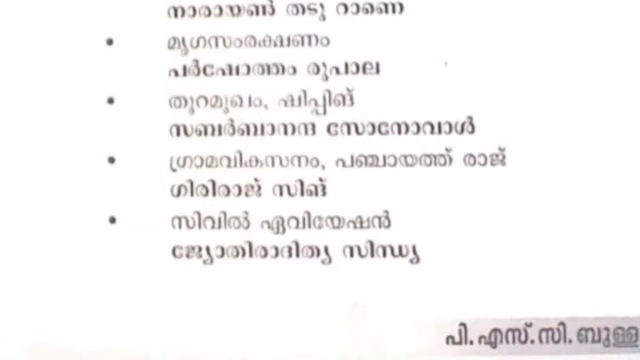 നാരായൺ തടു റാണെ
• മൃഗസംരക്ഷണം
പർഷോത്തം രൂപാല
• തുറമുഖം, ഷിപ്പിങ്
സബർബാനന്ദ സോനോവാൾ
• ഗ്രാമവികസനം, പഞ്ചായത്ത് രാജ്
ഗിരിരാജ് സിങ്
• സിവിൽ ഏവിയേഷൻ
ജ്യോതിരാദിത്യ സിന്ധ്യ
പി.എസ്.സി.ബുള്ള